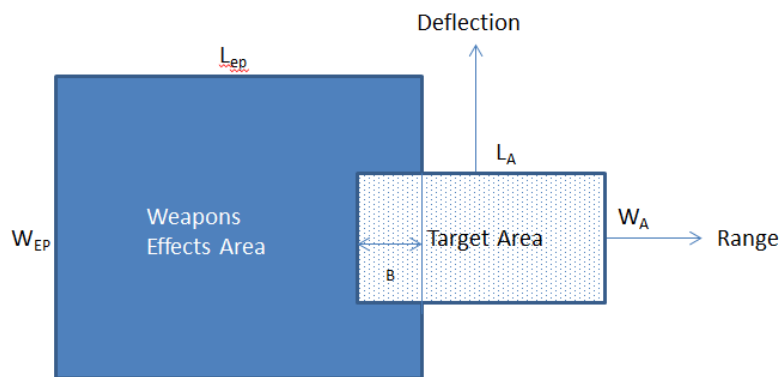 Deflection
Lep
LA
Weapons
Effects Area
WEP
Target Area
WA
Range
B